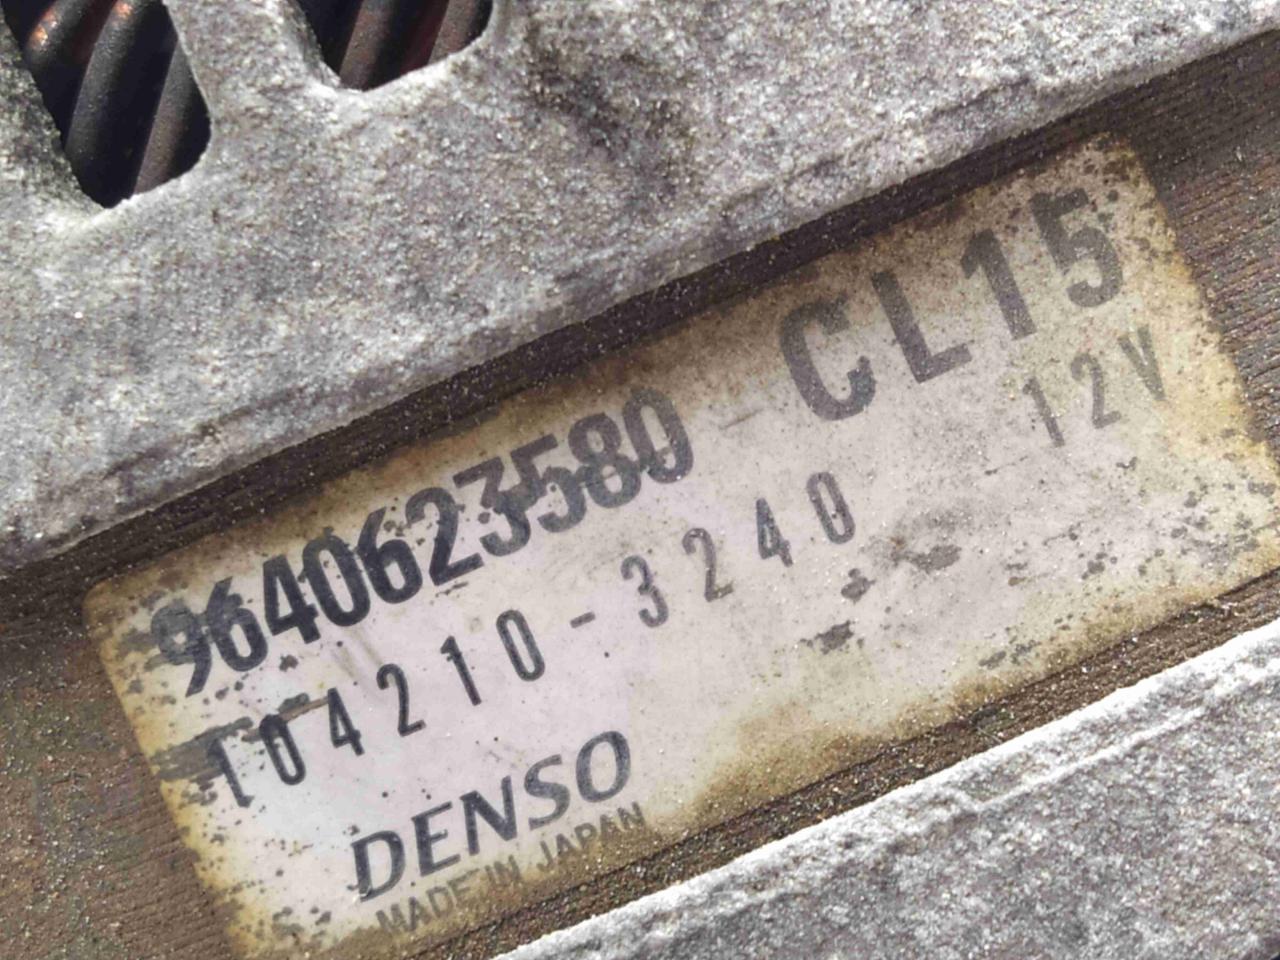 9640623580 CL15
12V
104210-3240
DENSO
MADE IN JAPAN